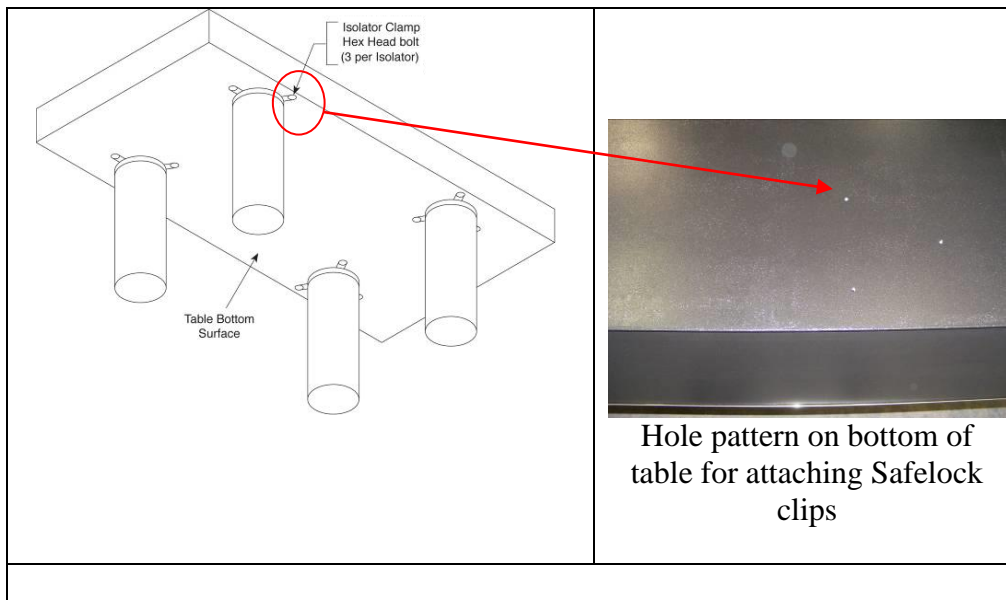 Isolator Clamp
Hex Head bolt
(3 per Isolator)
Table Bottom
Surface
Hole pattern on bottom of
table for attaching Safelock
clips